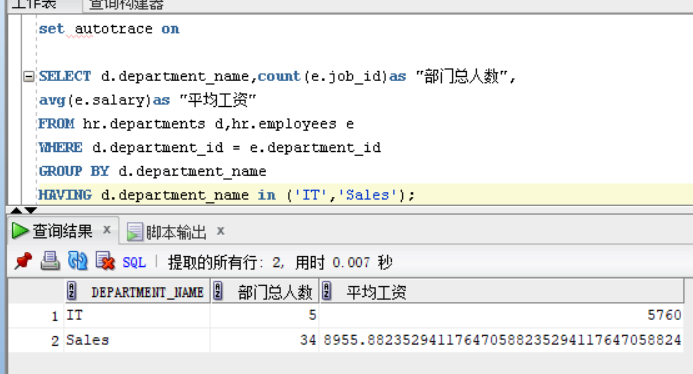 工作表 查询构建器
set autotrace on
SELECT d.department_name,count(e.job_id)as "部门总人数",
avg(e.salary)as "平均工资"
FROM hr.departments d,hr.employees e
WHERE d.department_id = e.department_id
GROUP BY d.department_name
HAVING d.department_name in ('IT','Sales');
查询结果 x 脚本输出 x
SQL | 提取的所有行: 2, 用时 0.007 秒
DEPARTMENT_NAME 部门总人数 平均工资
1 IT 5 5760
2 Sales 34 8955.88235294117647058823529411764705882